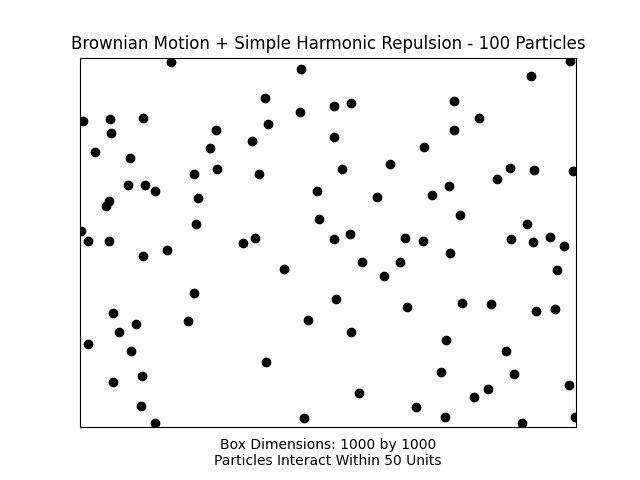 Brownian Motion + Simple Harmonic Repulsion - 100 Particles
Box Dimensions: 1000 by 1000
Particles Interact Within 50 Units